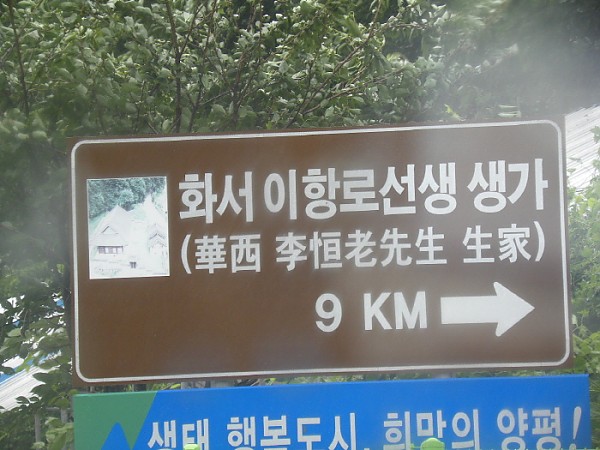 화서 이항로선생 생가
(華西 李恒老先生 生家)
9 KM
생태 행복도시, 희망의 양평!